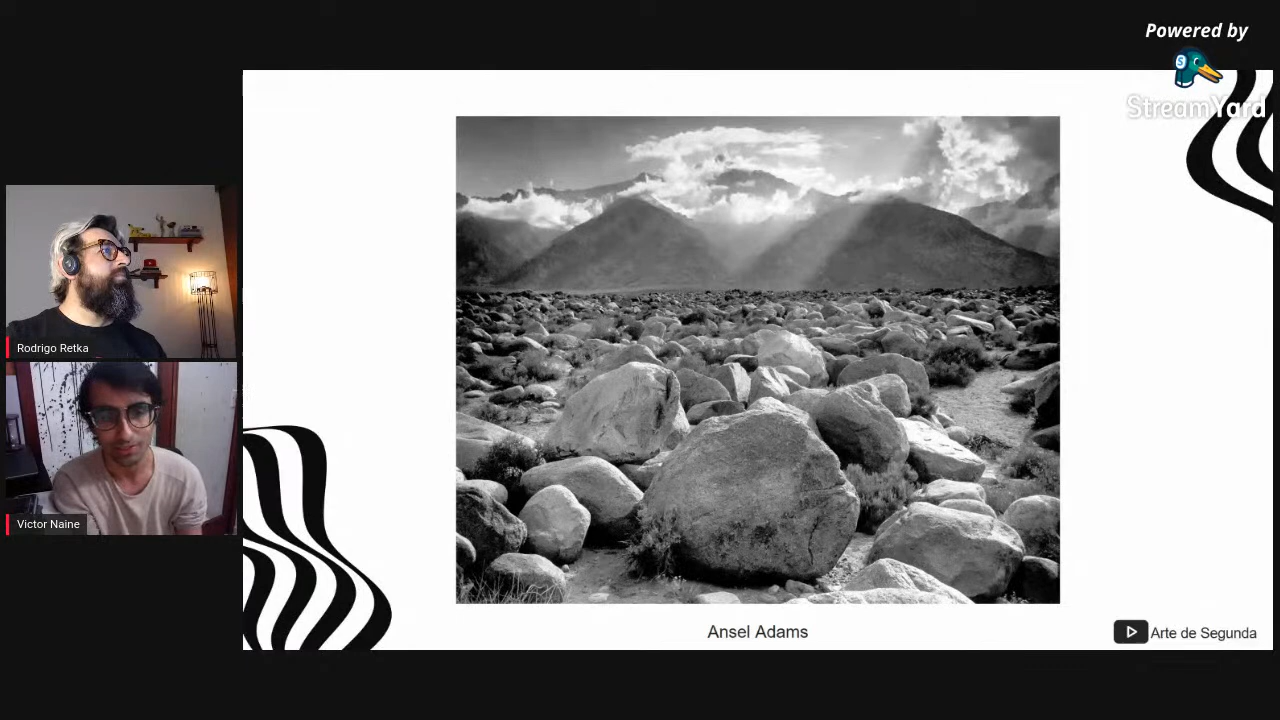 Powered by
StreamYard
Rodrigo Retka
Victor Naine
Ansel Adams
Arte de Segunda